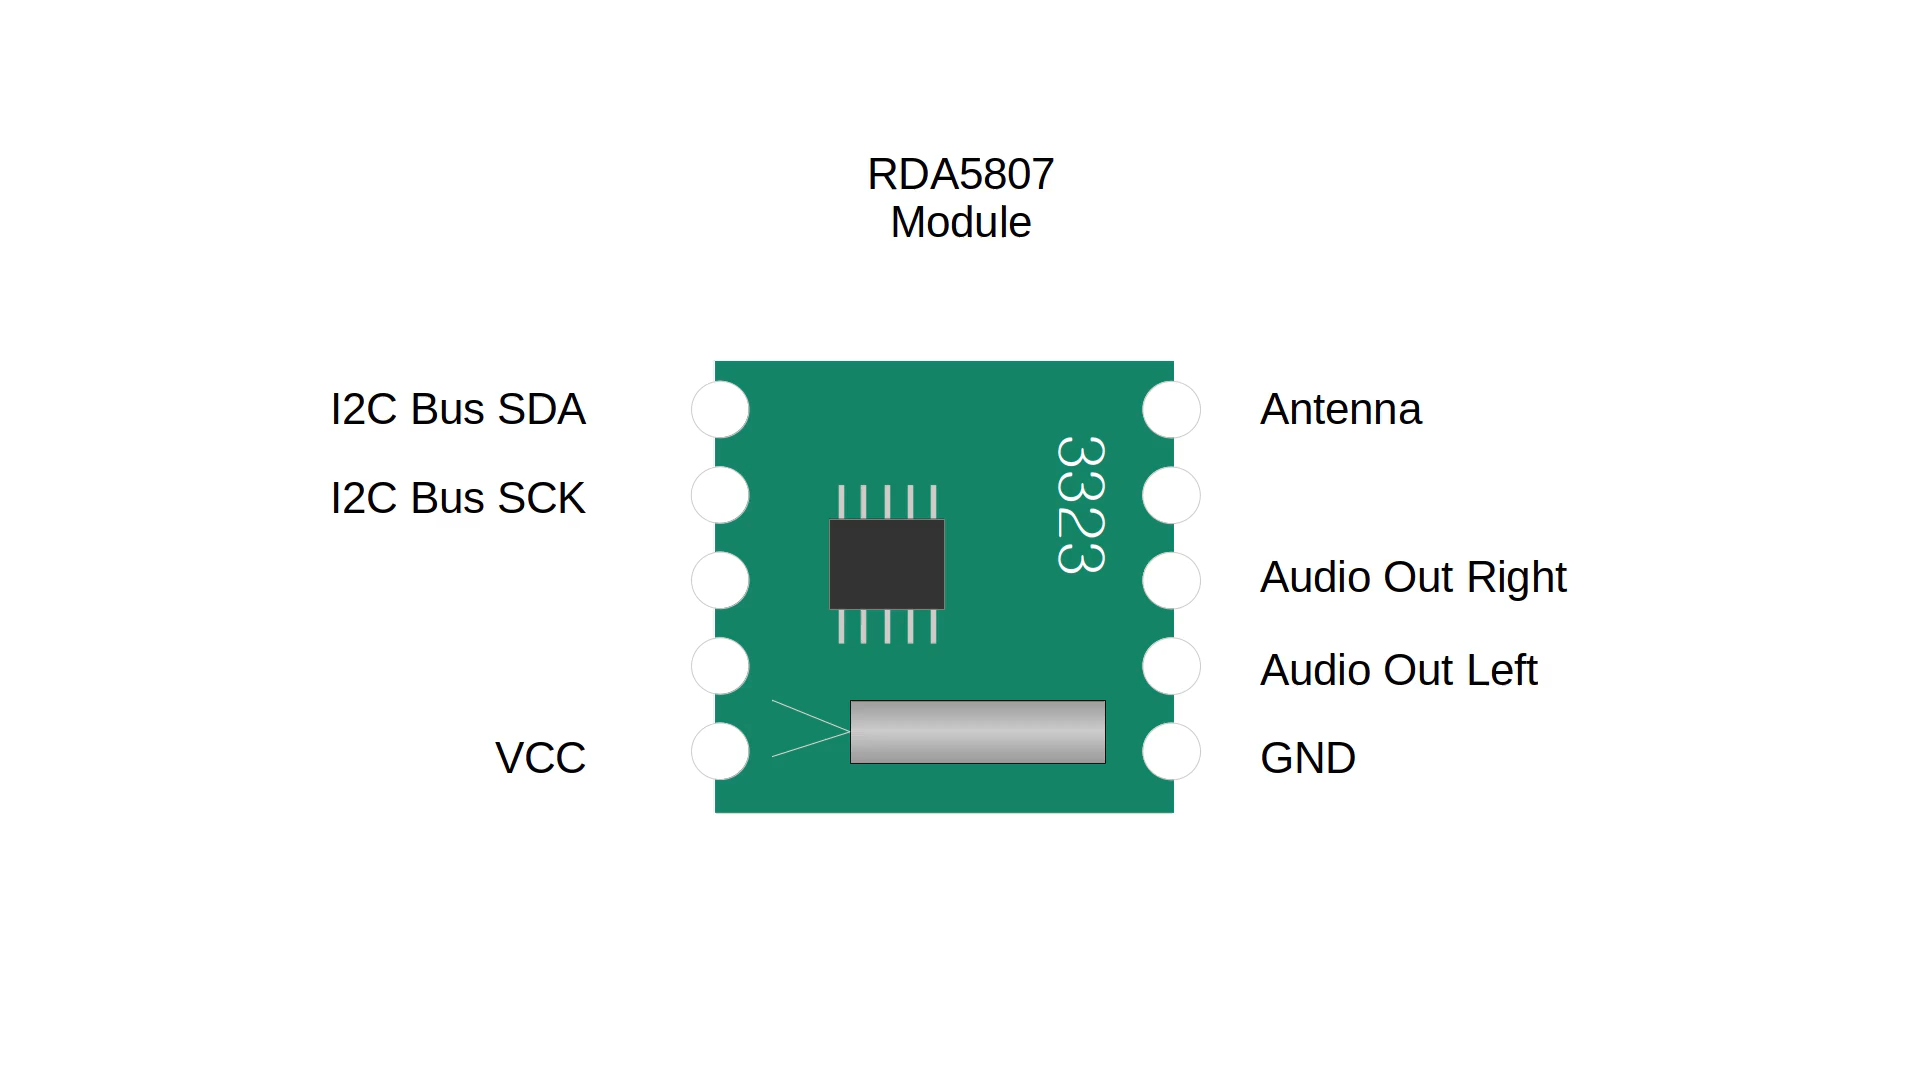 RDA5807
Module
I2C Bus SDA
I2C Bus SCK
VCC
3323
Antenna
Audio Out Right
Audio Out Left
GND